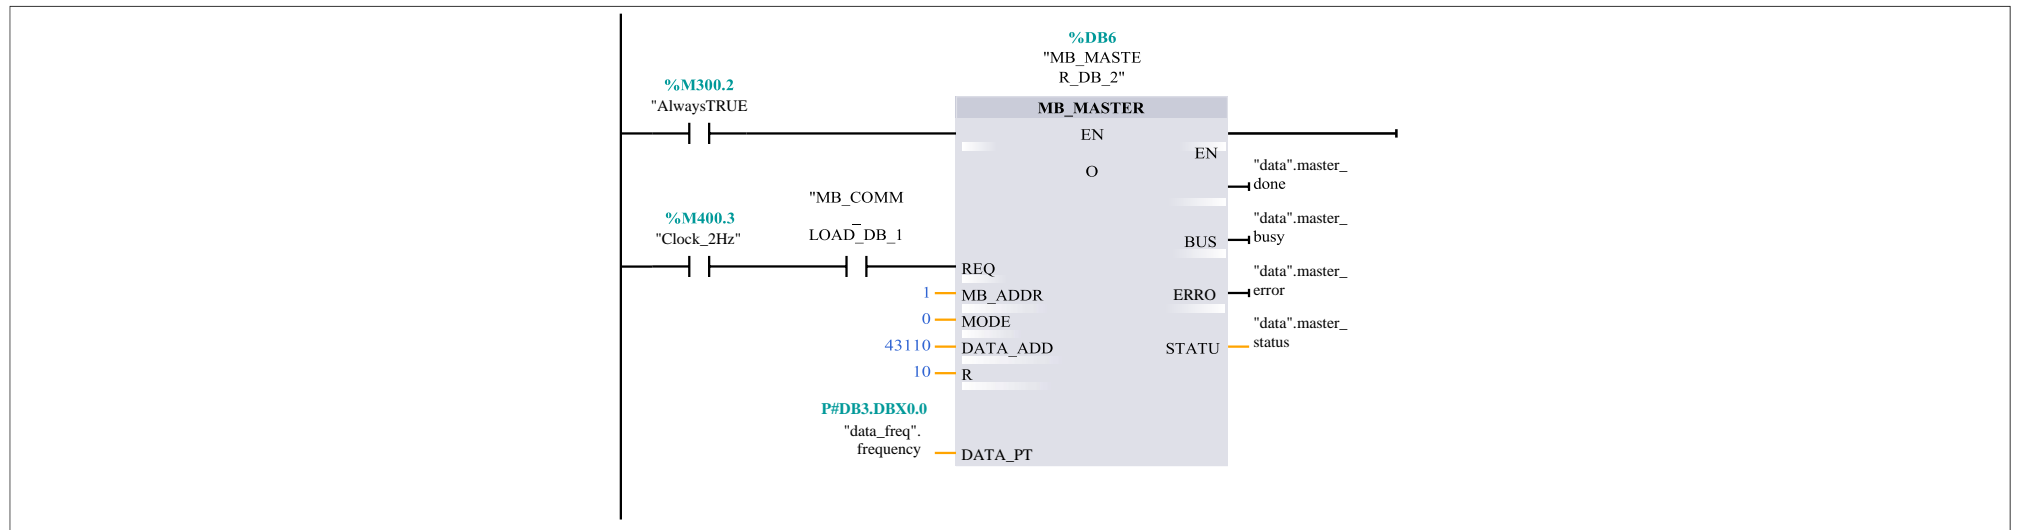 %DB6
"MB_MASTE
R_DB_2"
%M300.2
"AlwaysTRUE
MB_MASTER
EN
EN
O
"data".master_
done
"MB_COMM
_
LOAD_DB_1
%M400.3
"Clock_2Hz"
BUS
"data".master_
busy
REQ
1
MB_ADDR
ERRO
"data".master_
error
0
MODE
43110
DATA_ADD
STATU
"data".master_
status
10
R
P#DB3.DBX0.0
"data_freq".
frequency
DATA_PT